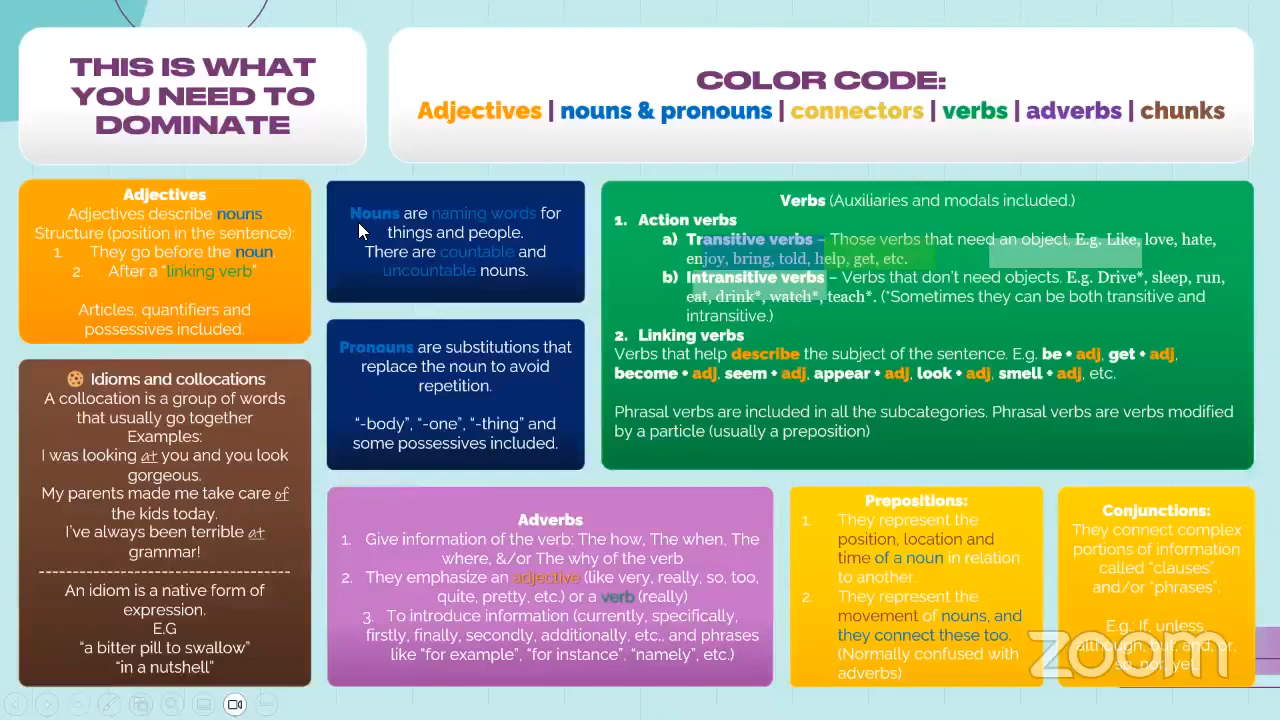 THIS IS WHAT
YOU NEED TO
DOMINATE
COLOR CODE:
Adjectives | nouns & pronouns | connectors | verbs | adverbs | chunks
Adjectives
Adjectives describe nouns
Structure (position in the sentence):
1. They go before the noun.
2. After a “linking verb”
Articles, quantifiers and
possessives included.
Idioms and collocations
A collocation is a group of words
that usually go together
Examples:
I was looking at you and you look
gorgeous.
My parents made me take care of
the kids today.
I’ve always been terrible at
grammar!
An idiom is a native form of
expression.
E.G
“a bitter pill to swallow”
“in a nutshell”
Nouns are naming words for
things and people.
There are countable and
uncountable nouns.
Pronouns are substitutions that
replace the noun to avoid
repetition.
“-body”, “-one”, “-thing” and
some possessives included.
Verbs (Auxiliaries and modals included.)
1. Action verbs
a) Transitive verbs – Those verbs that need an object. E.g. Like, love, hate,
enjoy, bring, told, help, get, etc.
b) Intransitive verbs – Verbs that don’t need objects. E.g. Drive*, sleep, run,
eat, drink*, watch*, teach*. (*Sometimes they can be both transitive and
intransitive.)
2. Linking verbs
Verbs that help describe the subject of the sentence. E.g. be + adj, get + adj,
become + adj, seem + adj, appear + adj, look + adj, smell + adj, etc.
Phrasal verbs are included in all the subcategories. Phrasal verbs are verbs modified
by a particle (usually a preposition)
Adverbs
1. Give information of the verb: The how, The when, The
where, &/or The why of the verb
2. They emphasize an adjective (like very, really, so, too,
quite, pretty, etc.) or a verb (really)
3. To introduce information (currently, specifically,
firstly, finally, secondly, additionally, etc., and phrases
like “for example”, “for instance”, “namely”, etc.)
Prepositions:
1. They represent the
position, location and
time of a noun in relation
to another.
2. They represent the
movement of nouns, and
they connect these too.
(Normally confused with
adverbs)
Conjunctions:
They connect complex
portions of information
called “clauses”
and/or “phrases”.
E.g. If, unless,
although, but, and, or,
so, nor, yet.
zoom